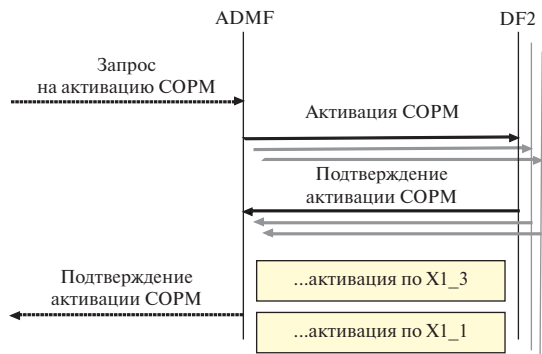 ADMF
DF2
Запрос
на активацию СОРМ
Активация СОРМ
Подтверждение
активации СОРМ
Подтверждение
активации СОРМ
...активация по X1_3
...активация по X1_1